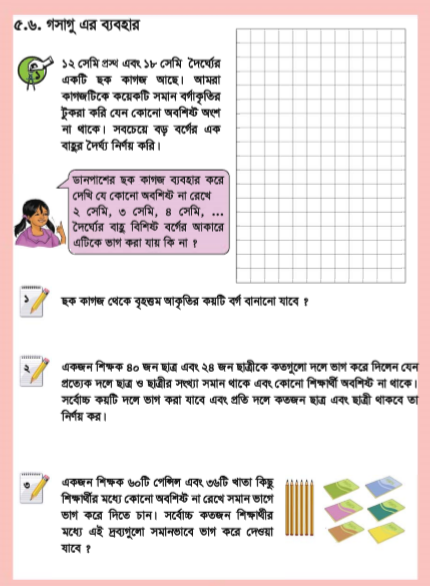 ৫.৬. গসাগু এর ব্যবহার
১২ সেমি প্রস্থ এবং ১৮ সেমি দৈর্ঘ্যের
একটি ছক কাগজ আছে। আমরা
কাগজটিকে কয়েকটি সমান বর্গাকৃতির
টুকরা করি যেন কোনো অবশিষ্ট অংশ
না থাকে। সবচেয়ে বড় বর্গের এক
বাহুর দৈর্ঘ্য নির্ণয় করি।
ডানপাশের ছক কাগজ ব্যবহার করে
দেখি যে কোনো অবশিষ্ট না রেখে
২ সেমি, ৩ সেমি, ৪ সেমি, ...
দৈর্ঘ্যের বাহু বিশিষ্ট বর্গের আকারে
এটিকে ভাগ করা যায় কি না ?
১
ছক কাগজ থেকে বৃহত্তম আকৃতির কয়টি বর্গ বানানো যাবে ?
২
একজন শিক্ষক ৪০ জন ছাত্র এবং ২৪ জন ছাত্রীকে কতগুলো দলে ভাগ করে দিলেন যেন
প্রত্যেক দলে ছাত্র ও ছাত্রীর সংখ্যা সমান থাকে এবং কোনো শিক্ষার্থী অবশিষ্ট না থাকে।
সর্বোচ্চ কয়টি দলে ভাগ করা যাবে এবং প্রতি দলে কতজন ছাত্র এবং ছাত্রী থাকবে তা
নির্ণয় কর।
৩
একজন শিক্ষক ৬০টি পেন্সিল এবং ৩৬টি খাতা কিছু
শিক্ষার্থীর মধ্যে কোনো অবশিষ্ট না রেখে সমান ভাগে
ভাগ করে দিতে চান। সর্বোচ্চ কতজন শিক্ষার্থীর
মধ্যে এই দ্রব্যগুলো সমানভাবে ভাগ করে দেওয়া
যাবে ?